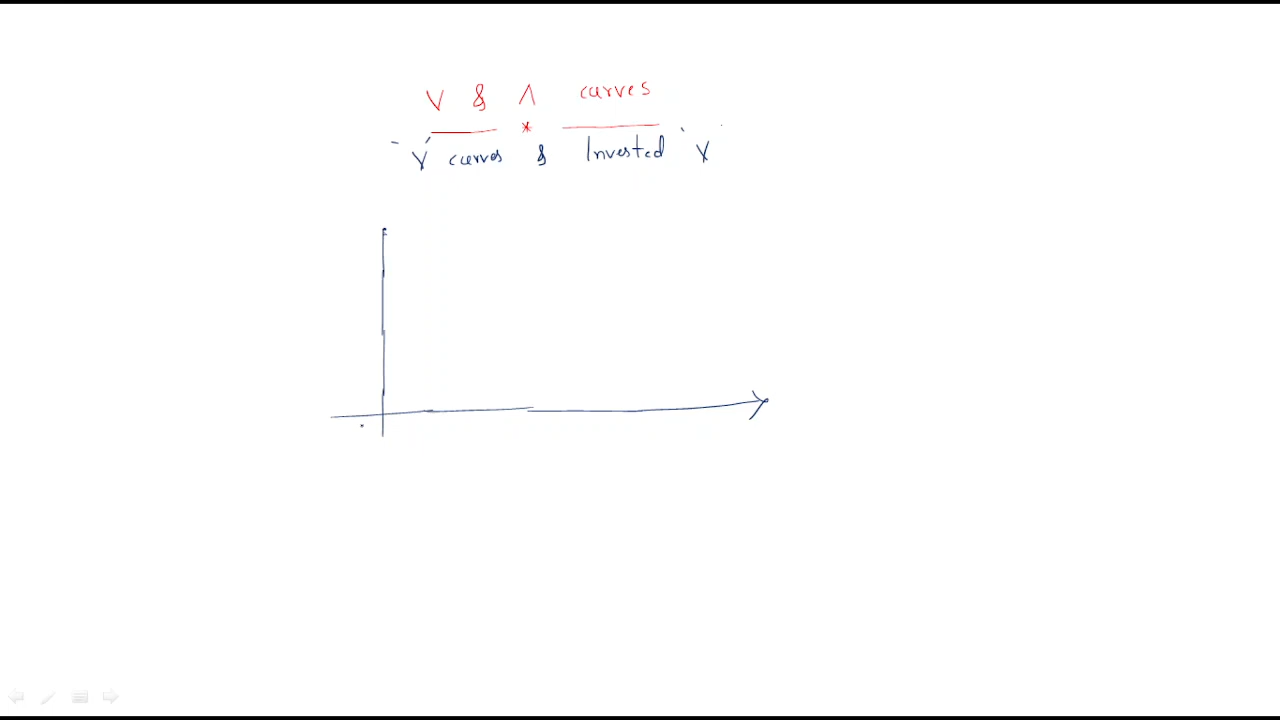 V & Λ curves
*
"V" curves & Invested "V"